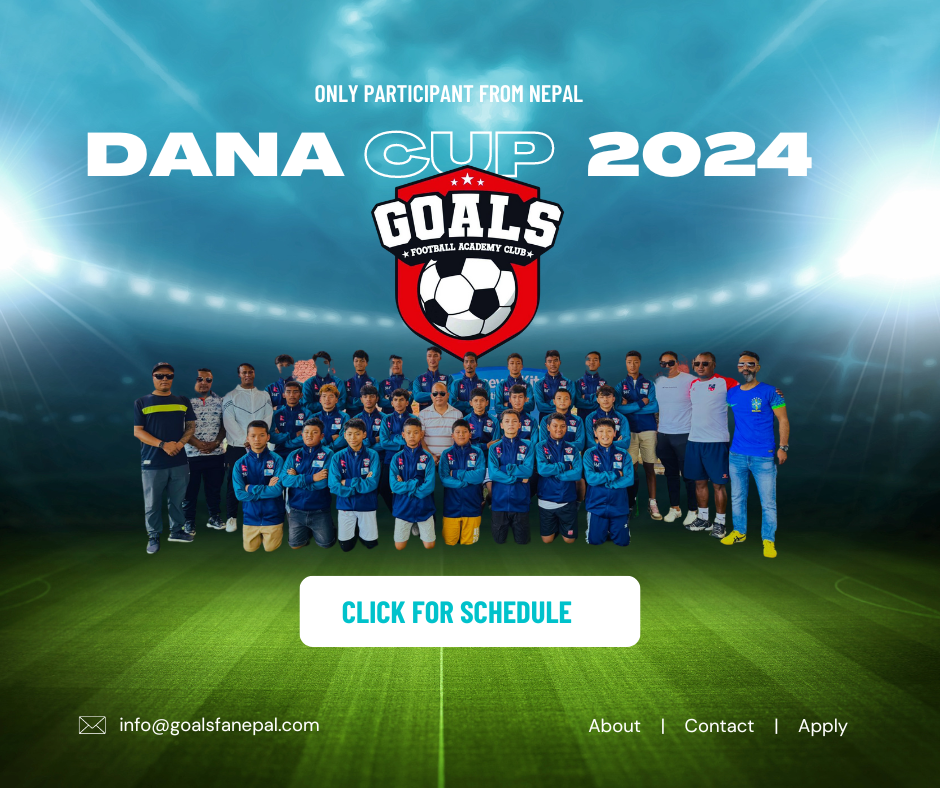 ONLY PARTICIPANT FROM NEPAL
DANA CUP 2024
GOALS
FOOTBALL ACADEMY CLUB
CLICK FOR SCHEDULE
info@goalsfanepal.com
About | Contact | Apply